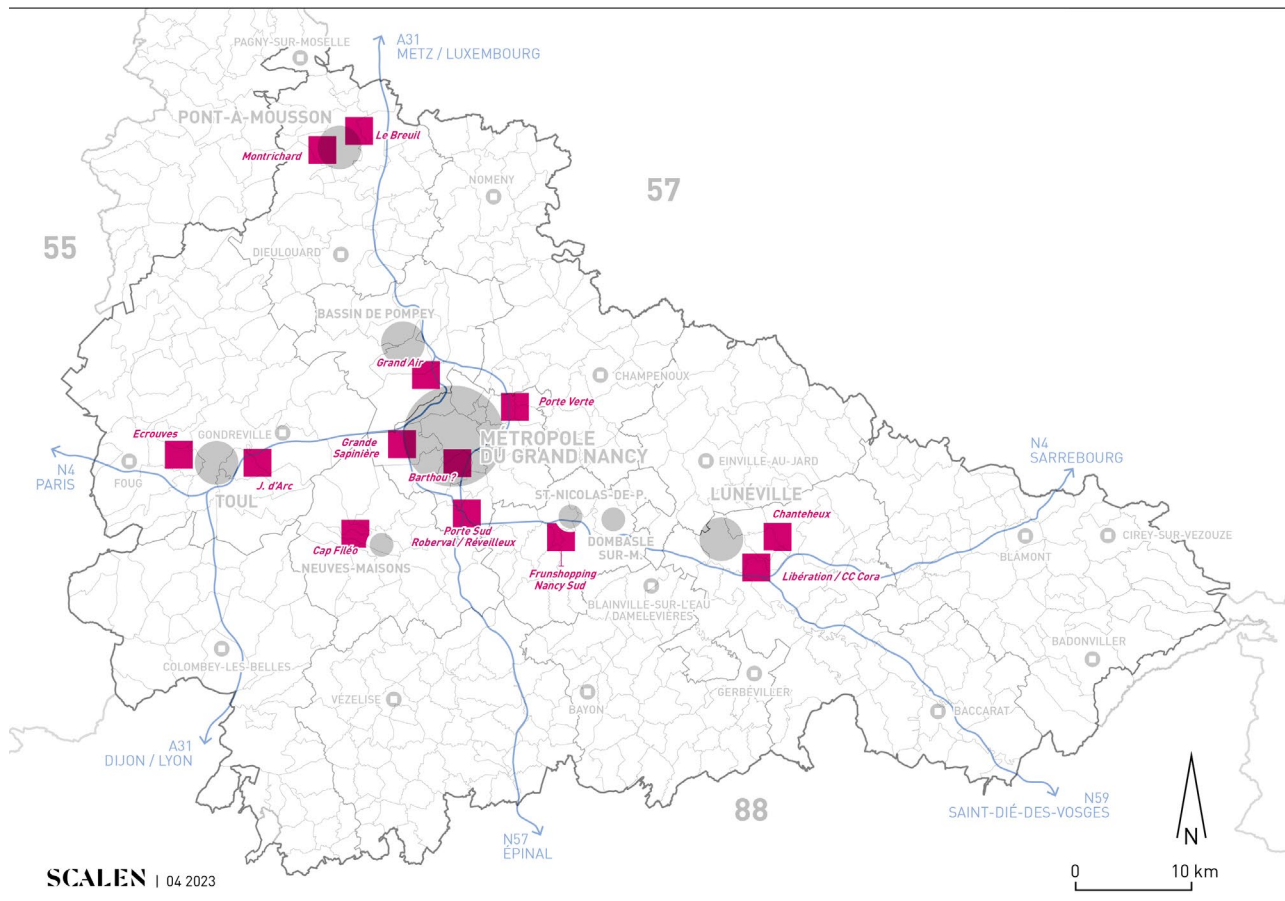 PAGNY-SUR-MOSELLE
A31
METZ / LUXEMBOURG
PONT-À-MOUSSON
Le Breuil
Montrichard
NOMENY
57
55
DIEULOUARD
BASSIN DE POMPEY
Grand Air
CHAMPENOUX
Porte Verte
Ecrouves
GONDREVILLE
Grande
Sapinière
MÉTROPOLE
DU GRAND NANCY
N4
PARIS
FOUG
TOUL
J. d'Arc
Barthou ?
EINVILLE-AU-JARD
N4
SARREBOURG
ST-NICOLAS-DE-P.
LUNÉVILLE
Chanteheux
Cap Filéo
NEUVES-MAISONS
Porte Sud
Roberval / Réveilleux
DOMBASLE
SUR-M.
Frunshopping
Nancy Sud
Libération / CC Cora
BLÂMONT
CIREY-SUR-VEZOUZE
BLAINVILLE-SUR-L'EAU
/ DAMELEVIÈRES
BADONVILLER
COLOMBEY-LES-BELLES
VÉZELISE
BAYON
GERBÉVILLER
BACCARAT
A31
DIJON / LYON
88
N59
SAINT-DIÉ-DES-VOSGES
N57
ÉPINAL
N
SCALEN | 04 2023
0 10 km